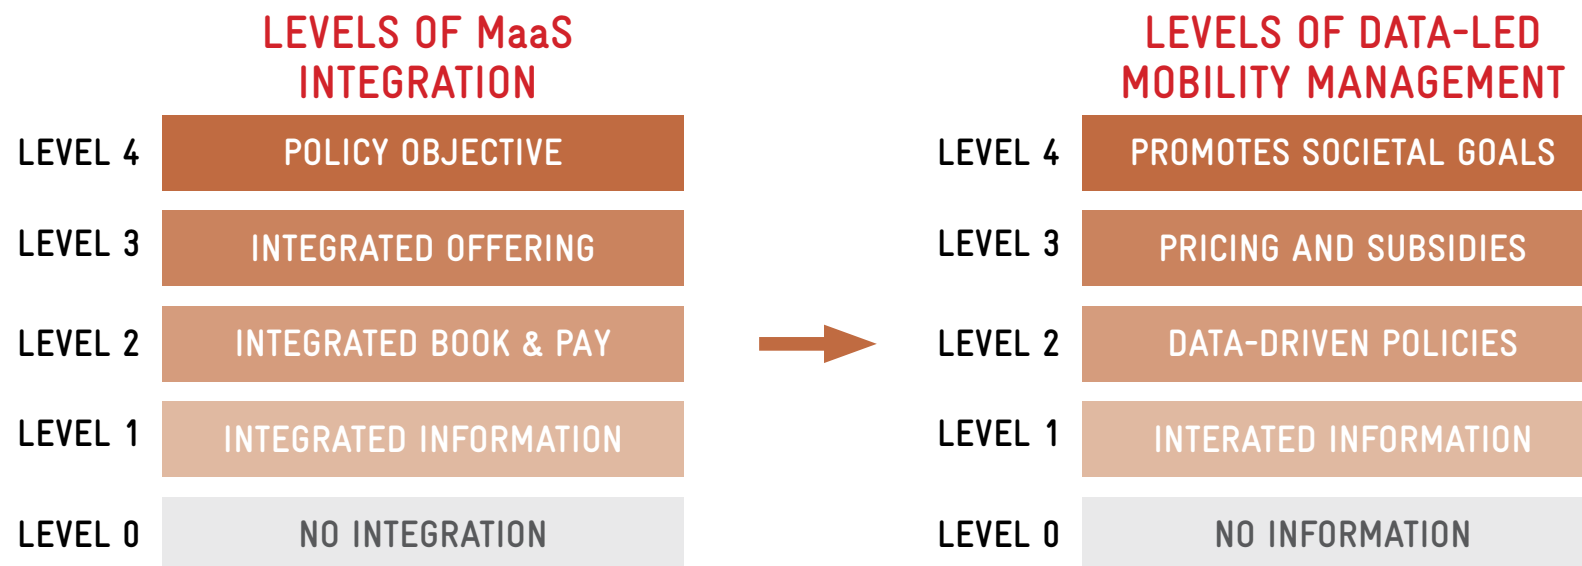 LEVELS OF MaaS
INTEGRATION
LEVEL 4 POLICY OBJECTIVE
LEVEL 3 INTEGRATED OFFERING
LEVEL 2 INTEGRATED BOOK & PAY
LEVEL 1 INTEGRATED INFORMATION
LEVEL 0 NO INTEGRATION
LEVELS OF DATA-LED
MOBILITY MANAGEMENT
LEVEL 4 PROMOTES SOCIETAL GOALS
LEVEL 3 PRICING AND SUBSIDIES
LEVEL 2 DATA-DRIVEN POLICIES
LEVEL 1 INTERATED INFORMATION
LEVEL 0 NO INFORMATION